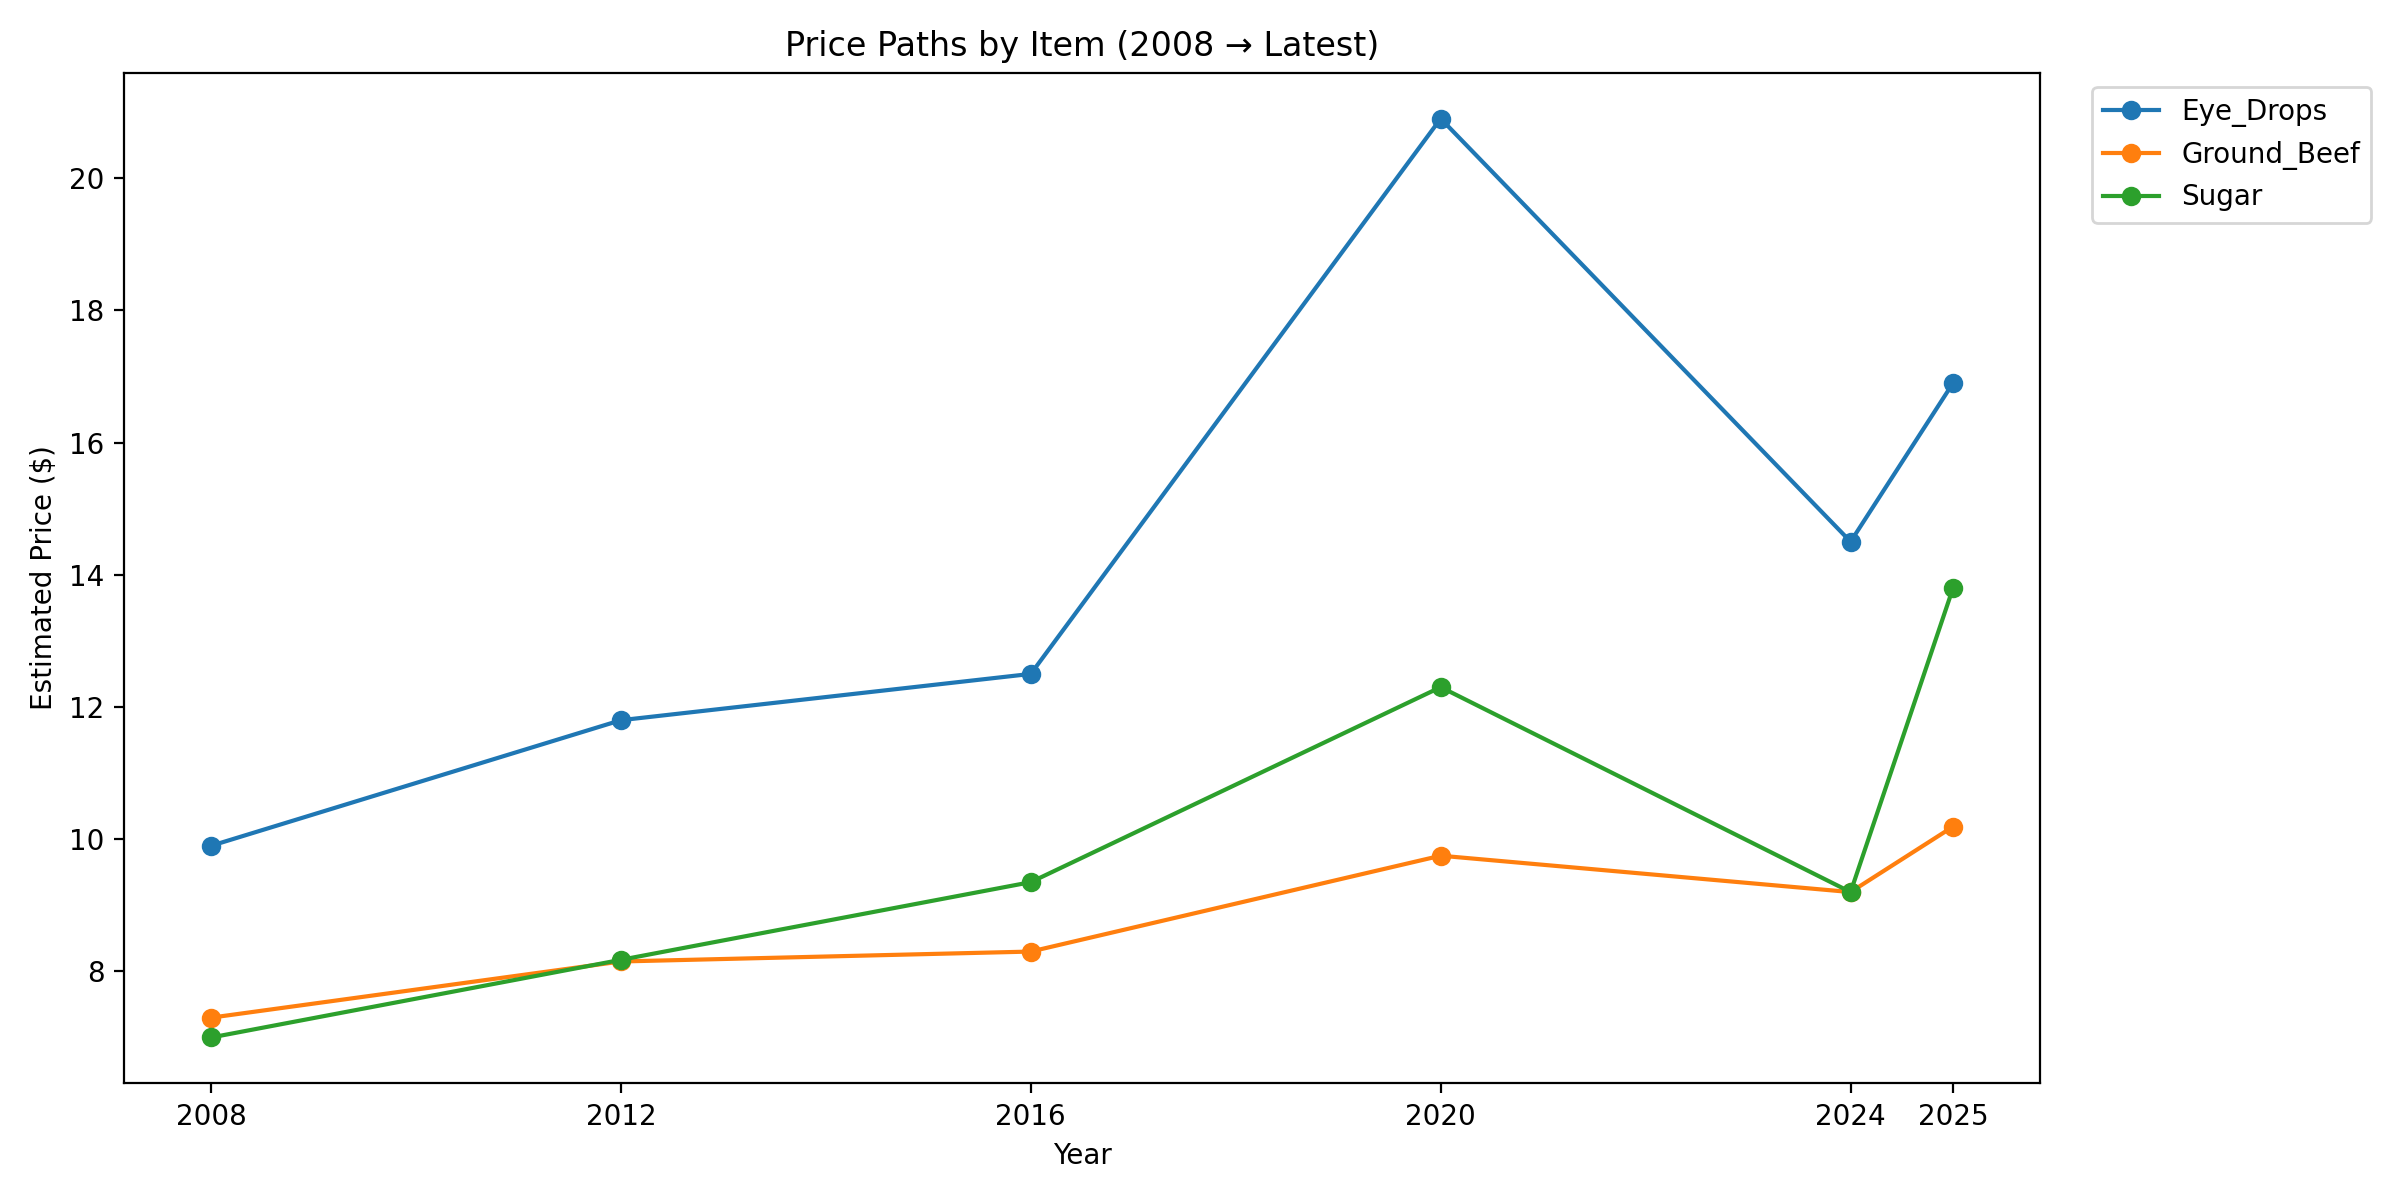 Price Paths by Item (2008 → Latest)
Eye_Drops
Ground_Beef
Sugar
Estimated Price ($)
20
18
16
14
12
10
8
2008 2012 2016 2020 2024 2025
Year